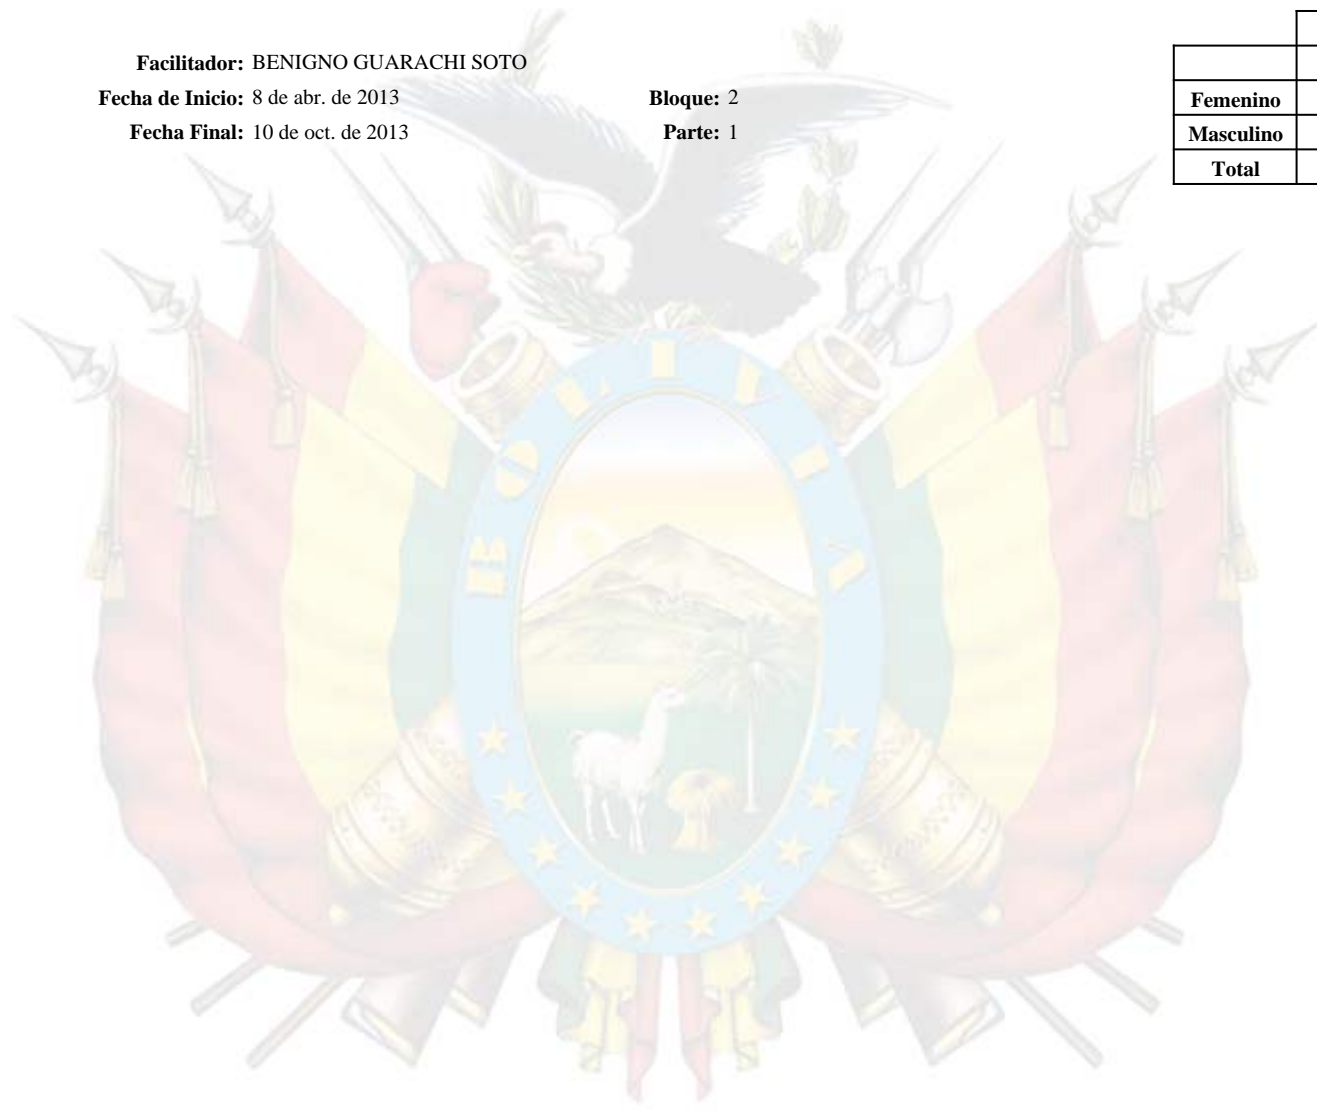 Facilitador: BENIGNO GUARACHI SOTO
Fecha de Inicio: 8 de abr. de 2013 Bloque: 2
Fecha Final: 10 de oct. de 2013 Parte: 1
Femenino
Masculino
Total
BOLIVIA